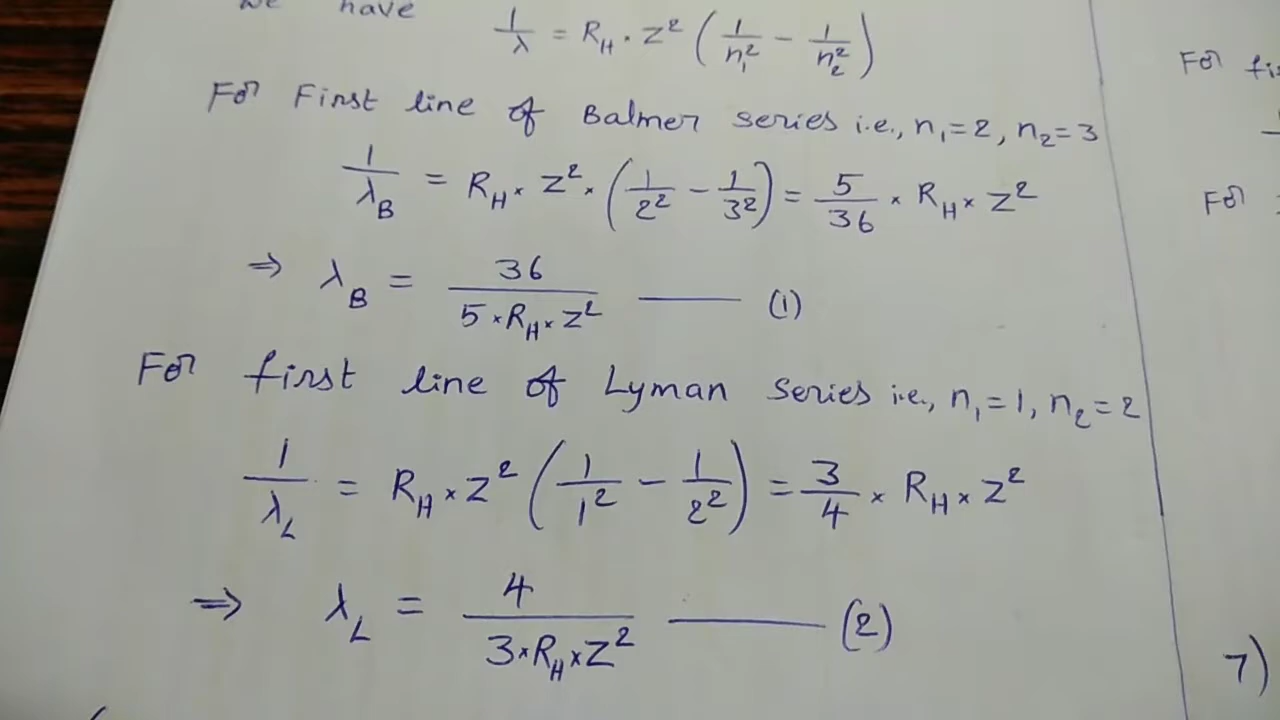 We have
1/λ = R_H . Z² (1/n₁² - 1/n₂²)
For First line of Balmer series i.e., n₁=2, n₂=3
1/λ_B = R_H × Z² × (1/2² - 1/3²) = 5/36 × R_H × Z²
⇒ λ_B = 36/(5 × R_H × Z²) —— (1)
For first line of Lyman series i.e., n₁=1, n₂=2
1/λ_L = R_H × Z² (1/1² - 1/2²) = 3/4 × R_H × Z²
⇒ λ_L = 4/(3 × R_H × Z²) —— (2)
For
For
7)